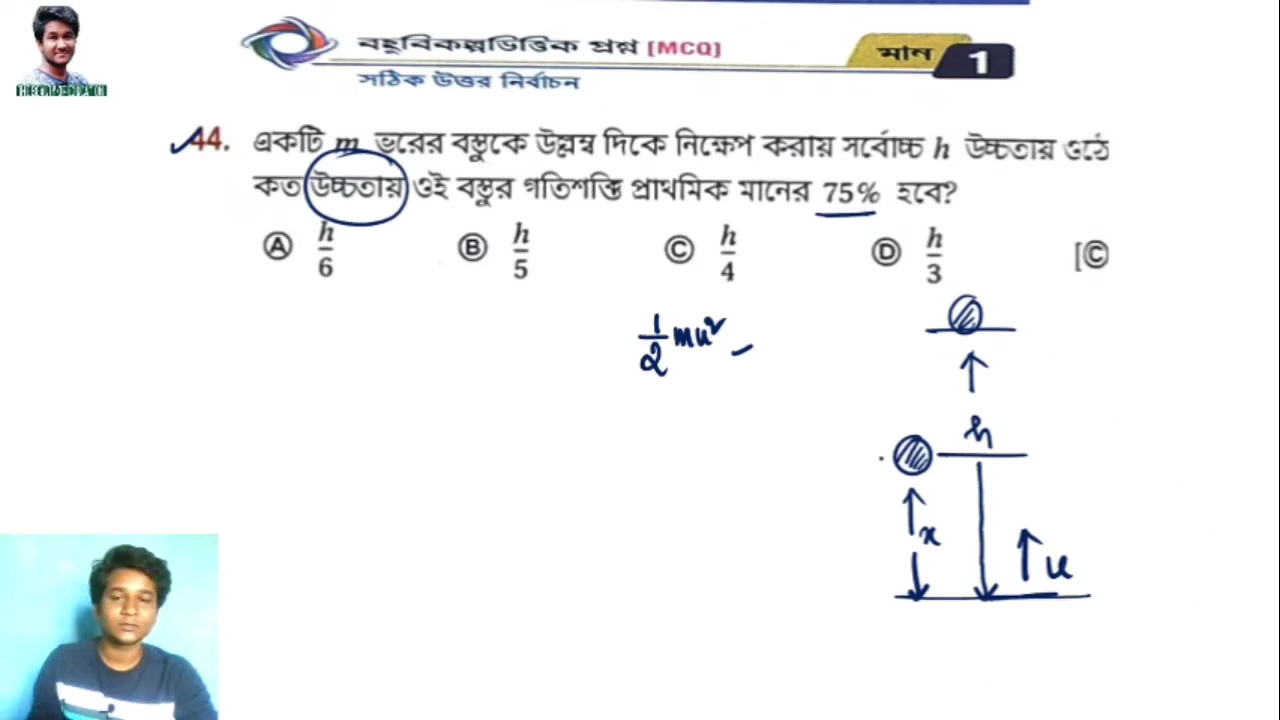 বহুবিকল্পভিত্তিক প্রশ্ন [MCQ]
মান 1
সঠিক উত্তর নির্বাচন
44. একটি m ভরের বস্তুকে উল্লম্ব দিকে নিক্ষেপ করায় সর্বোচ্চ h উচ্চতায় ওঠে
কত উচ্চতায় ওই বস্তুর গতিশক্তি প্রাথমিক মানের 75% হবে?
Ⓐ h/6 Ⓑ h/5 Ⓒ h/4 Ⓓ h/3 [Ⓒ
1/2 mu² –
h
x
u